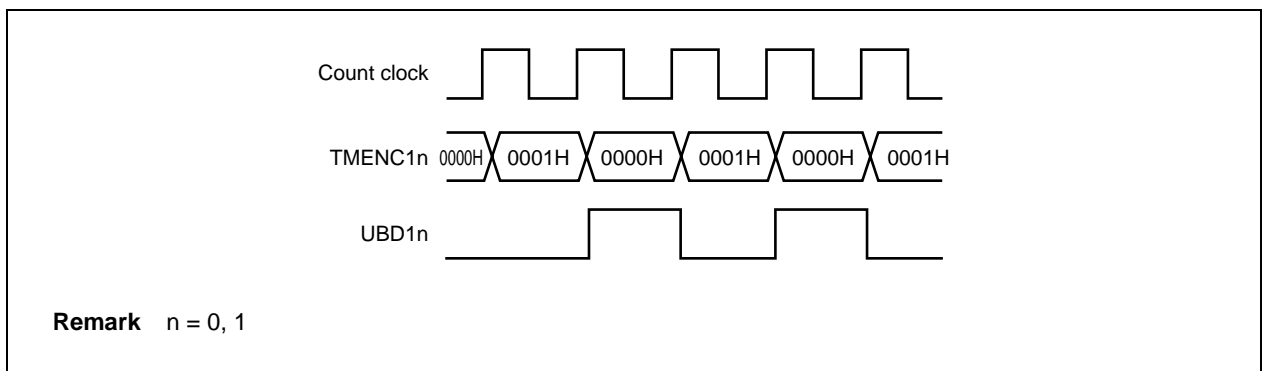 Count clock
TMENC1n 0000H 0001H 0000H 0001H 0000H 0001H
UBD1n
Remark n = 0, 1